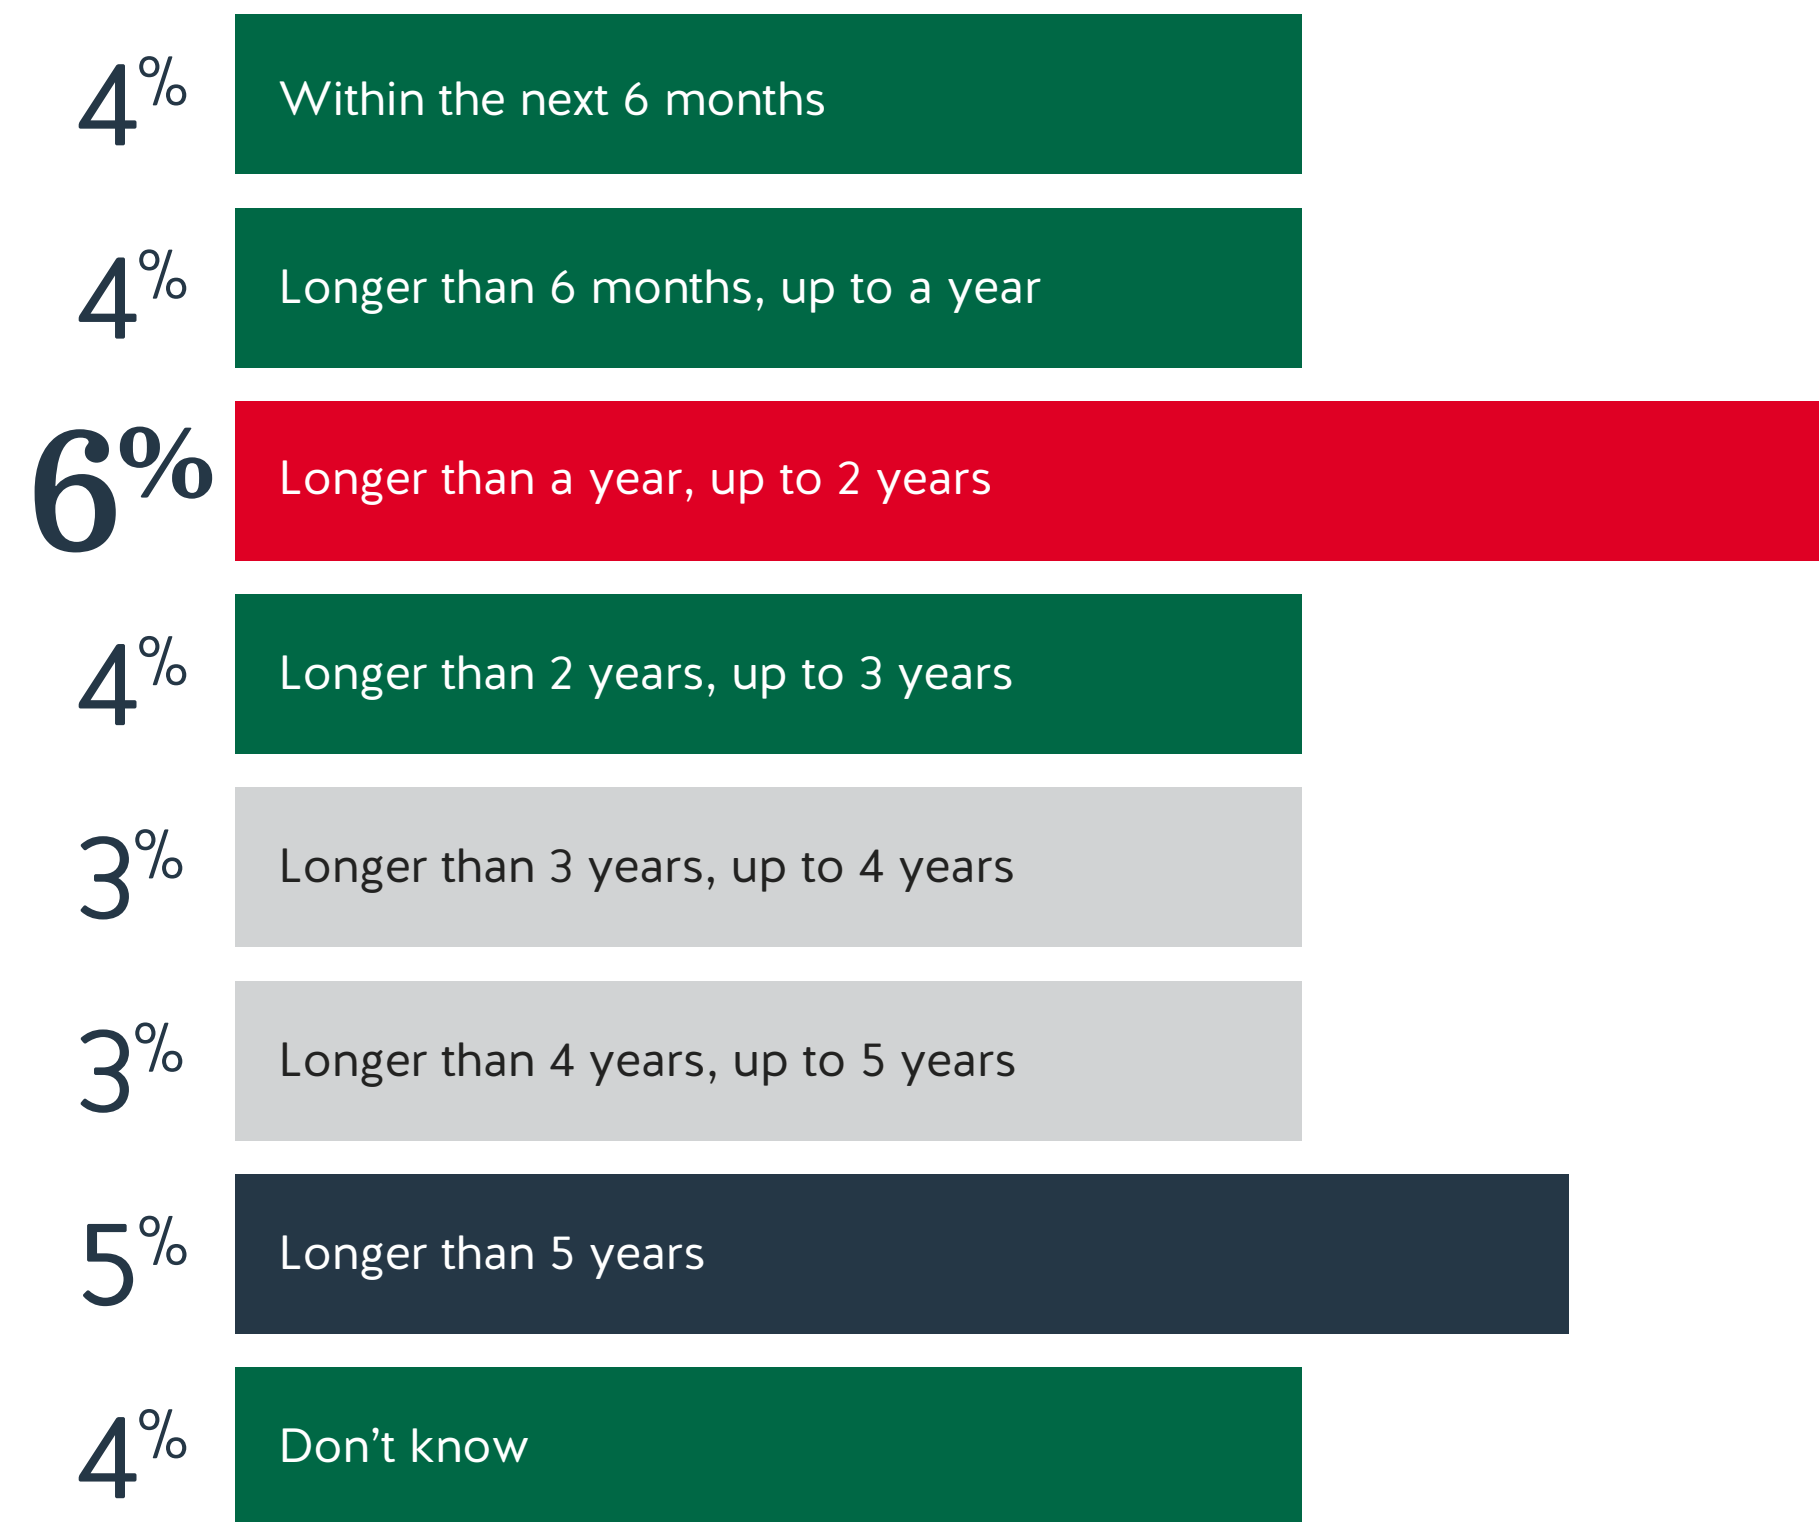 4% Within the next 6 months
4% Longer than 6 months, up to a year
6% Longer than a year, up to 2 years
4% Longer than 2 years, up to 3 years
3% Longer than 3 years, up to 4 years
3% Longer than 4 years, up to 5 years
5% Longer than 5 years
4% Don’t know